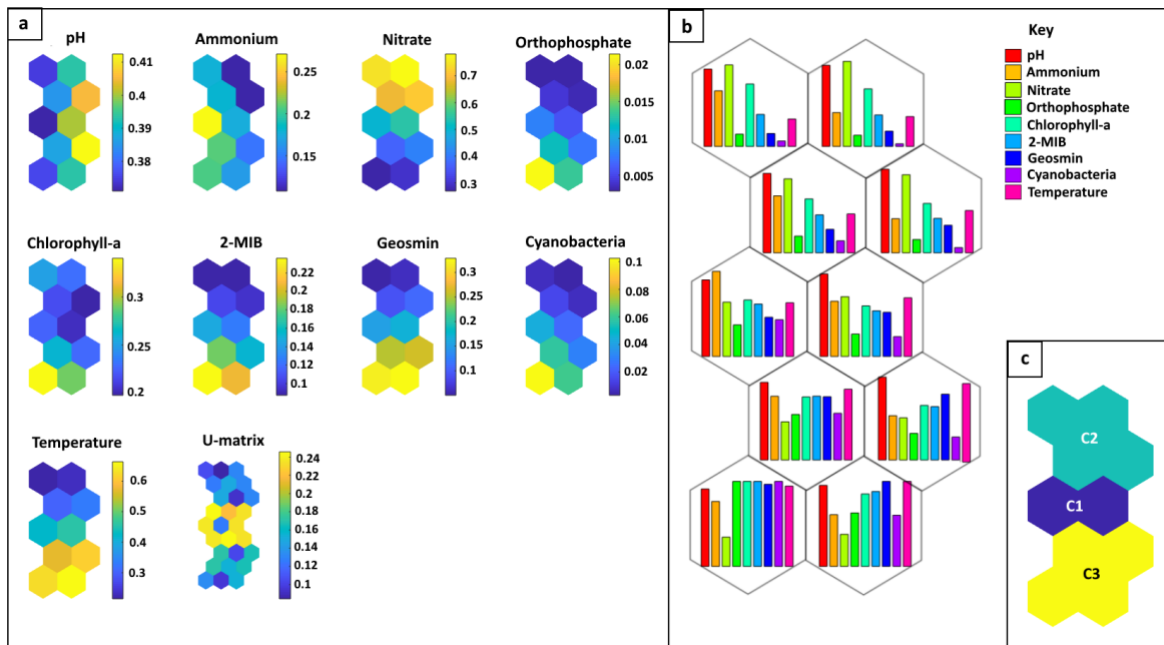 a
pH
0.41
0.4
0.39
0.38
Ammonium
0.25
0.2
0.15
Nitrate
0.7
0.6
0.5
0.4
0.3
Orthophosphate
0.02
0.015
0.01
0.005
Chlorophyll-a
0.3
0.25
0.2
2-MIB
0.22
0.2
0.18
0.16
0.14
0.12
0.1
Geosmin
0.3
0.25
0.2
0.15
0.1
Cyanobacteria
0.1
0.08
0.06
0.04
0.02
Temperature
0.6
0.5
0.4
0.3
U-matrix
0.24
0.22
0.2
0.18
0.16
0.14
0.12
0.1
b
Key
pH
Ammonium
Nitrate
Orthophosphate
Chlorophyll-a
2-MIB
Geosmin
Cyanobacteria
Temperature
c
C2
C1
C3